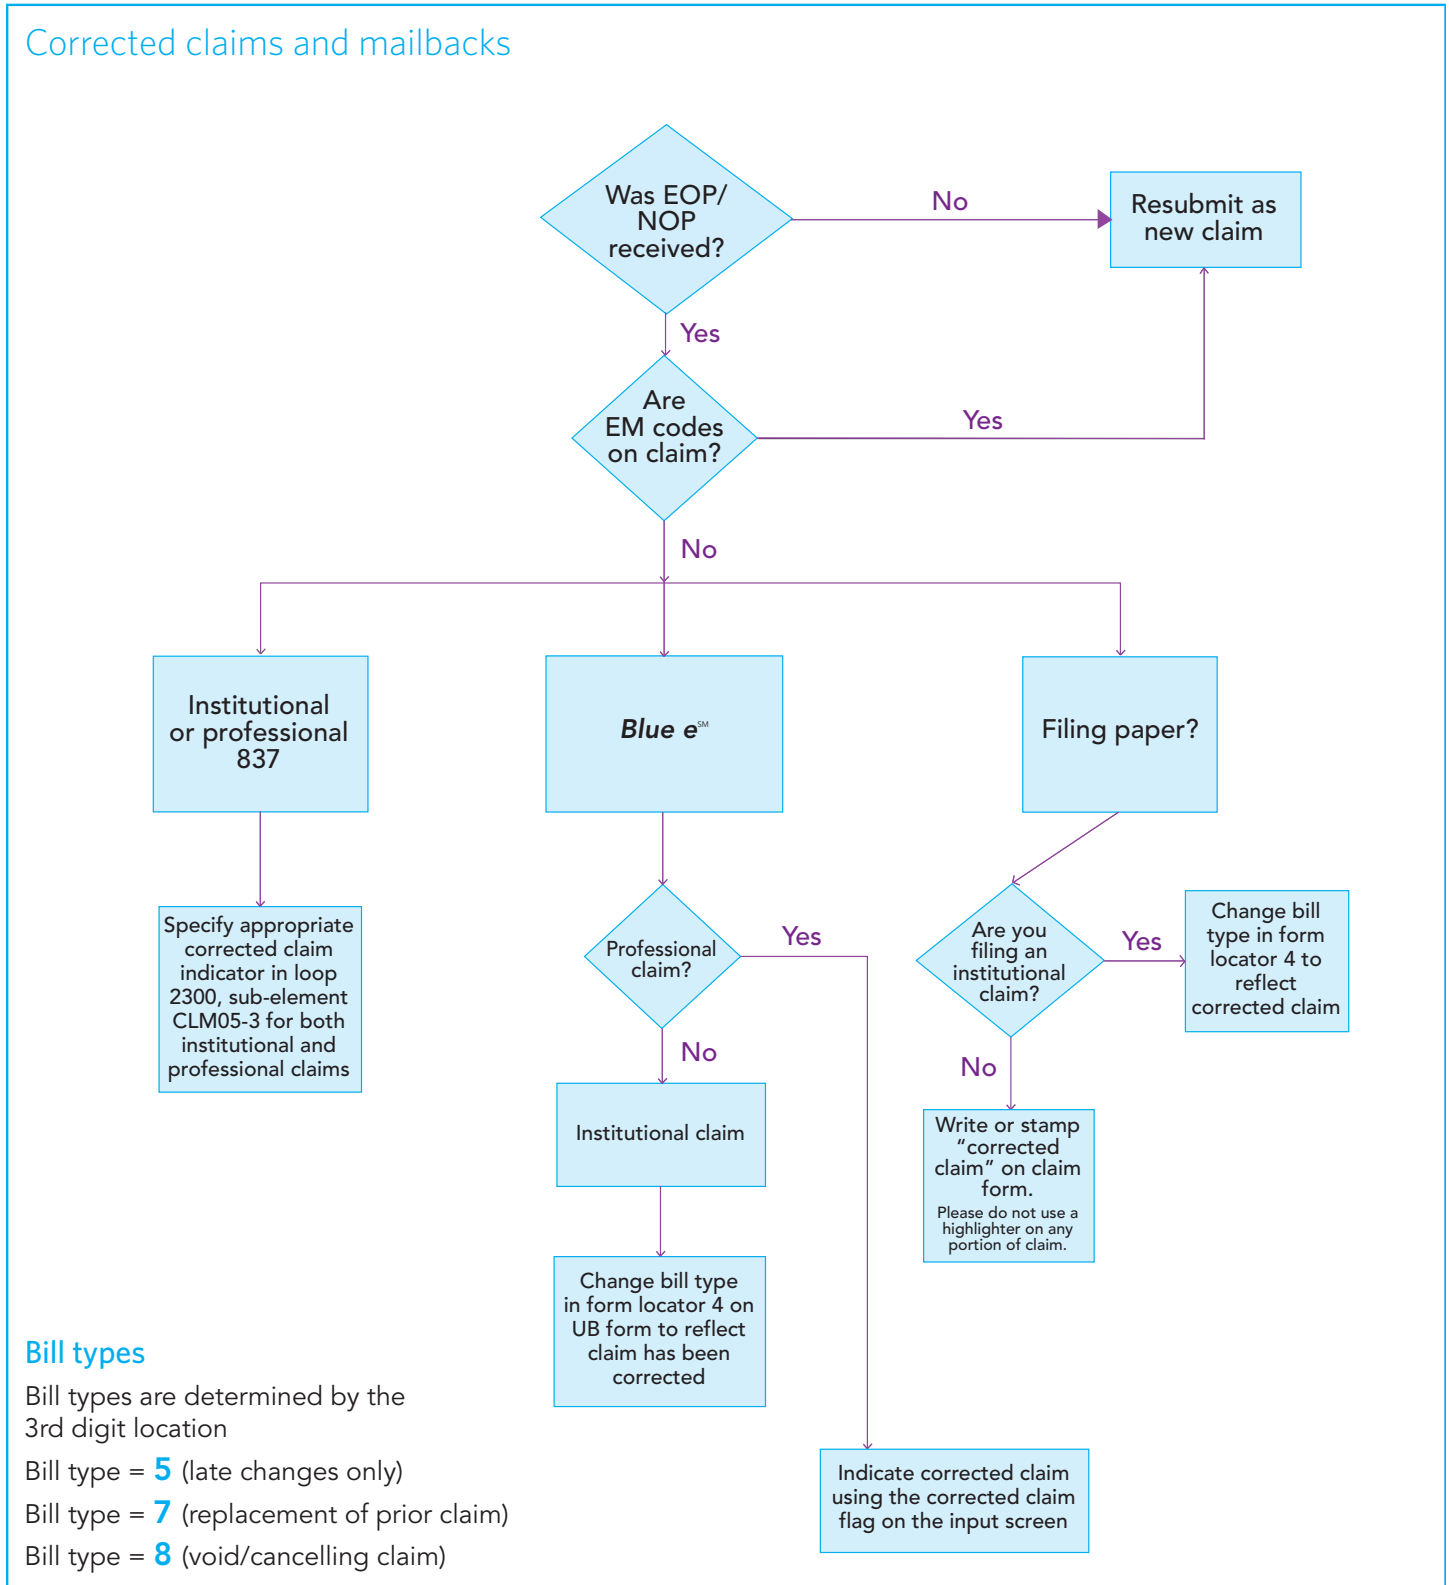 Corrected claims and mailbacks
Was EOP/
NOP
received?
No
Resubmit as
new claim
Yes
Are
EM codes
on claim?
Yes
No
Institutional
or professional
837
Blue e℠
Filing paper?
Specify appropriate
corrected claim
indicator in loop
2300, sub-element
CLM05-3 for both
institutional and
professional claims
Professional
claim?
Yes
Are you
filing an
institutional
claim?
Yes
Change bill
type in form
locator 4 to
reflect
corrected claim
No
Institutional claim
No
Write or stamp
“corrected
claim” on claim
form.
Please do not use a
highlighter on any
portion of claim.
Change bill type
in form locator 4 on
UB form to reflect
claim has been
corrected
Indicate corrected claim
using the corrected claim
flag on the input screen
Bill types
Bill types are determined by the
3rd digit location
Bill type = 5 (late changes only)
Bill type = 7 (replacement of prior claim)
Bill type = 8 (void/cancelling claim)